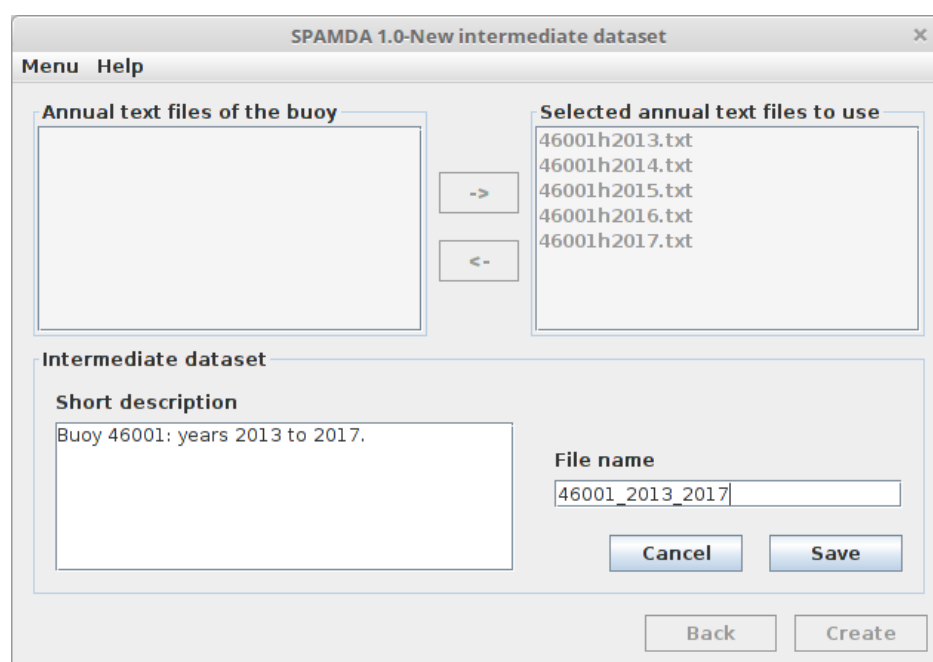 SPAMDA 1.0-New intermediate dataset ×
Menu Help
Annual text files of the buoy
Selected annual text files to use
46001h2013.txt
46001h2014.txt
46001h2015.txt
46001h2016.txt
46001h2017.txt
->
<-
Intermediate dataset
Short description
Buoy 46001: years 2013 to 2017.
File name
46001_2013_2017
Cancel Save
Back Create